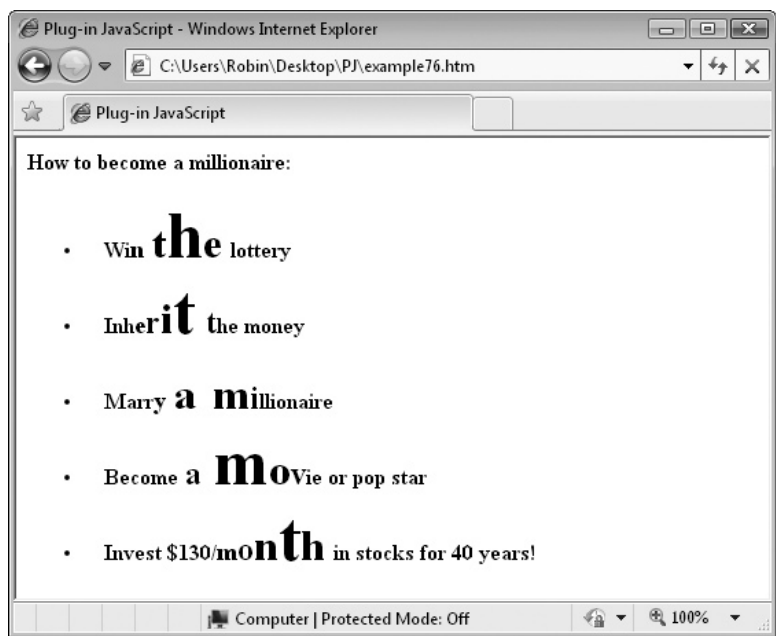 Plug-in JavaScript - Windows Internet Explorer
C:\Users\Robin\Desktop\PJ\example76.htm
Plug-in JavaScript
How to become a millionaire:
• Win the lottery
• Inherit the money
• Marry a millionaire
• Become a moVie or pop star
• Invest $130/month in stocks for 40 years!
Computer | Protected Mode: Off
100%